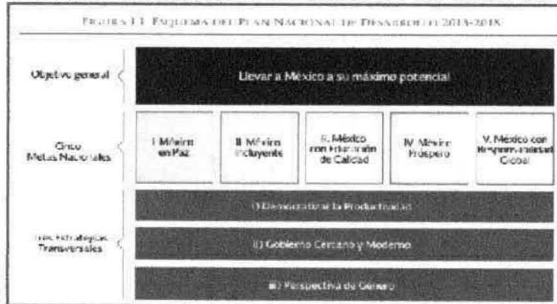 FIGURA 1.1. ESQUEMA DEL PLAN NACIONAL DE DESARROLLO 2013-2018
Objetivo general
Llevar a México a su máximo potencial
Cinco
Metas Nacionales
I. México
en Paz
II. México
Incluyente
III. México
con Educación
de Calidad
IV. México
Próspero
V. México con
Responsabilidad
Global
Tres Estrategias
Transversales
i) Democratizar la Productividad
ii) Gobierno Cercano y Moderno
iii) Perspectiva de Género